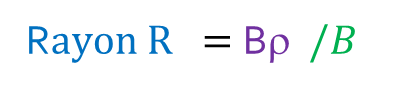 Rayon R = Bρ /B